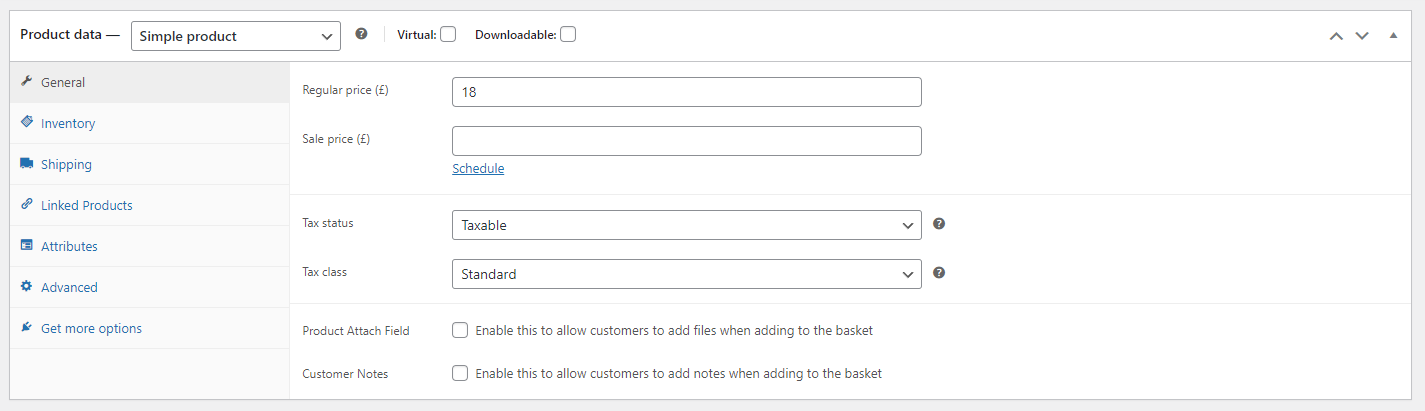 Product data — Simple product Virtual: Downloadable:
General
Inventory
Shipping
Linked Products
Attributes
Advanced
Get more options
Regular price (£) 18
Sale price (£)
Schedule
Tax status Taxable
Tax class Standard
Product Attach Field Enable this to allow customers to add files when adding to the basket
Customer Notes Enable this to allow customers to add notes when adding to the basket